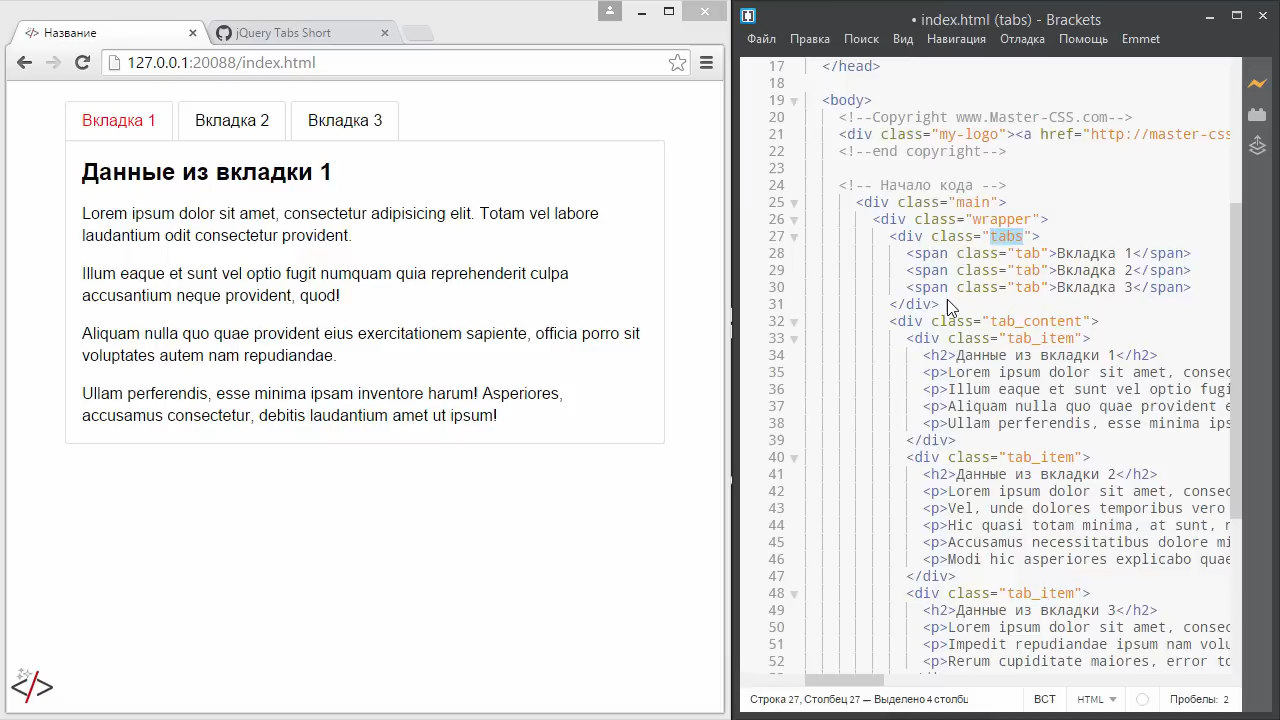 Название
jQuery Tabs Short
127.0.0.1:20088/index.html
Вкладка 1
Вкладка 2
Вкладка 3
Данные из вкладки 1
Lorem ipsum dolor sit amet, consectetur adipisicing elit. Totam vel labore
laudantium odit consectetur provident.
Illum eaque et sunt vel optio fugit numquam quia reprehenderit culpa
accusantium neque provident, quod!
Aliquam nulla quo quae provident eius exercitationem sapiente, officia porro sit
voluptates autem nam repudiandae.
Ullam perferendis, esse minima ipsam inventore harum! Asperiores,
accusamus consectetur, debitis laudantium amet ut ipsum!
• index.html (tabs) - Brackets
Файл Правка Поиск Вид Навигация Отладка Помощь Emmet
17 </head>
18
19 <body>
20 <!--Copyright www.Master-CSS.com-->
21 <div class="my-logo"><a href="http://master-css
22 <!--end copyright-->
23
24 <!-- Начало кода -->
25 <div class="main">
26 <div class="wrapper">
27 <div class="tabs">
28 <span class="tab">Вкладка 1</span>
29 <span class="tab">Вкладка 2</span>
30 <span class="tab">Вкладка 3</span>
31 </div>
32 <div class="tab_content">
33 <div class="tab_item">
34 <h2>Данные из вкладки 1</h2>
35 <p>Lorem ipsum dolor sit amet, consec
36 <p>Illum eaque et sunt vel optio fugi
37 <p>Aliquam nulla quo quae provident e
38 <p>Ullam perferendis, esse minima ips
39 </div>
40 <div class="tab_item">
41 <h2>Данные из вкладки 2</h2>
42 <p>Lorem ipsum dolor sit amet, consec
43 <p>Vel, unde dolores temporibus vero
44 <p>Hic quasi totam minima, at sunt, r
45 <p>Accusamus necessitatibus dolore mi
46 <p>Modi hic asperiores explicabo quae
47 </div>
48 <div class="tab_item">
49 <h2>Данные из вкладки 3</h2>
50 <p>Lorem ipsum dolor sit amet, consec
51 <p>Impedit repudiandae ipsam nam volu
52 <p>Rerum cupiditate maiores, error to
Строка 27, Столбец 27 — Выделено 4 столбц
ВСТ HTML Пробелы: 2